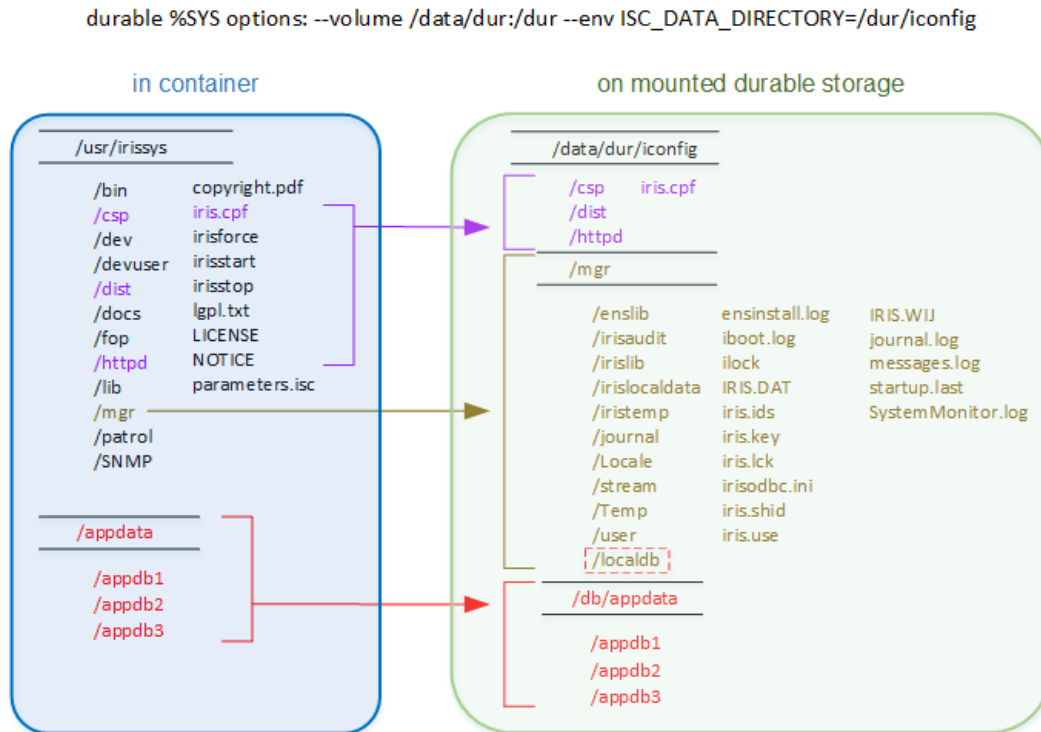 durable %SYS options: --volume /data/dur:/dur --env ISC_DATA_DIRECTORY=/dur/iconfig
in container
/usr/irissys
/bin copyright.pdf
/csp iris.cpf
/dev irisforce
/devuser irisstart
/dist irisstop
/docs lgpl.txt
/fop LICENSE
/httpd NOTICE
/lib parameters.isc
/mgr
/patrol
/SNMP
/appdata
/appdb1
/appdb2
/appdb3
on mounted durable storage
/data/dur/iconfig
/csp iris.cpf
/dist
/httpd
/mgr
/enslib ensinstall.log IRIS.WIJ
/irisaudit iboot.log journal.log
/irislib ilock messages.log
/irislocaldata IRIS.DAT startup.last
/iristemp iris.ids SystemMonitor.log
/journal iris.key
/Locale iris.lck
/stream irisodbc.ini
/Temp iris.shid
/user iris.use
/localdb
/db/appdata
/appdb1
/appdb2
/appdb3